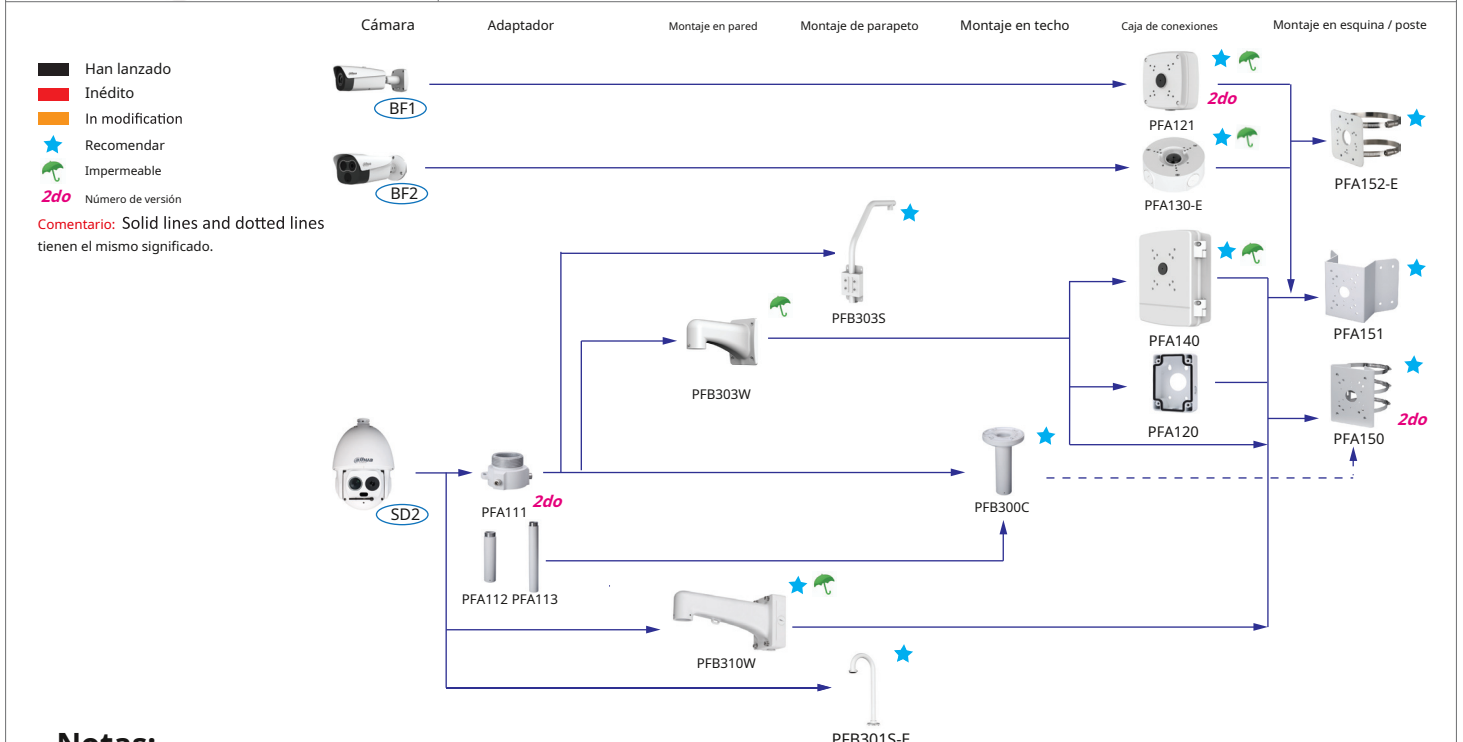 Cámara
Adaptador
Montaje en pared
Montaje de parapeto
Montaje en techo
Caja de conexiones
Montaje en esquina / poste
Han lanzado
Inédito
In modification
Recomendar
Impermeable
2do Número de versión
Comentario: Solid lines and dotted lines
tienen el mismo significado.
BF1
2do
PFA121
BF2
PFA130-E
PFA152-E
PFB303S
PFA140
PFA151
PFB303W
PFA120
PFA150
2do
alhua
SD2
PFA111
2do
PFB300C
PFA112 PFA113
PFB310W
PFB301S-E
Notas: